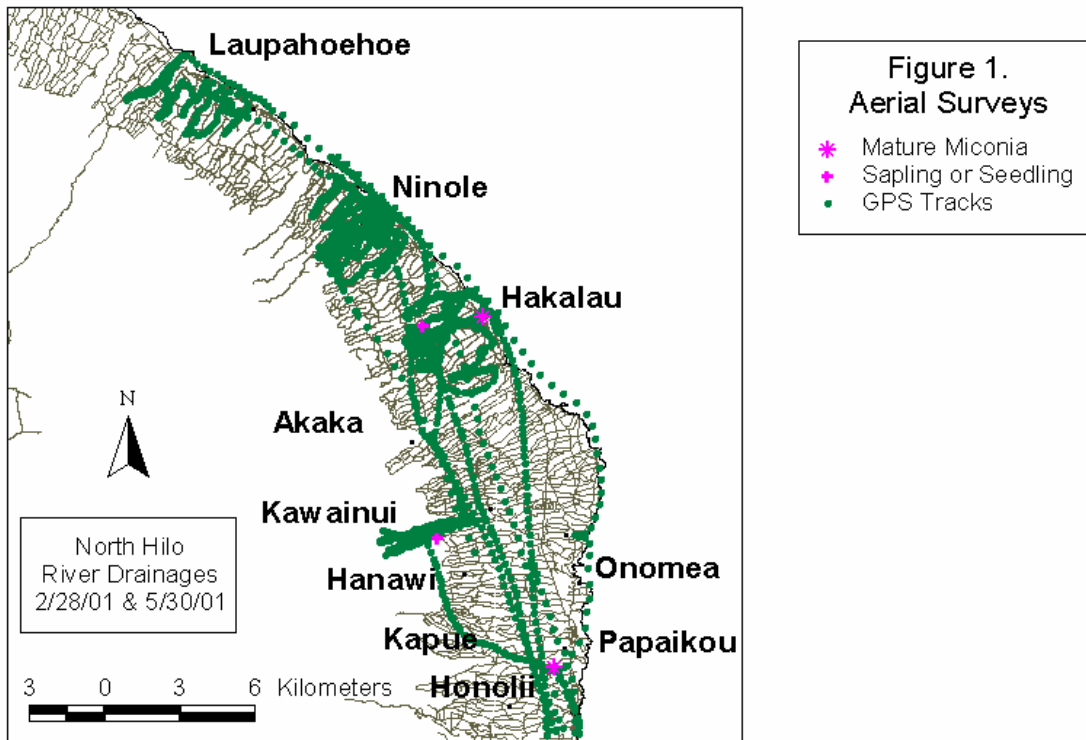 Laupahoehoe
Ninole
Hakalau
Akaka
Kawainui
Hanawi
Onomea
Kapue
Papaikou
Honolii
N
North Hilo
River Drainages
2/28/01 & 5/30/01
3 0 3 6 Kilometers
Figure 1.
Aerial Surveys
Mature Miconia
Sapling or Seedling
GPS Tracks